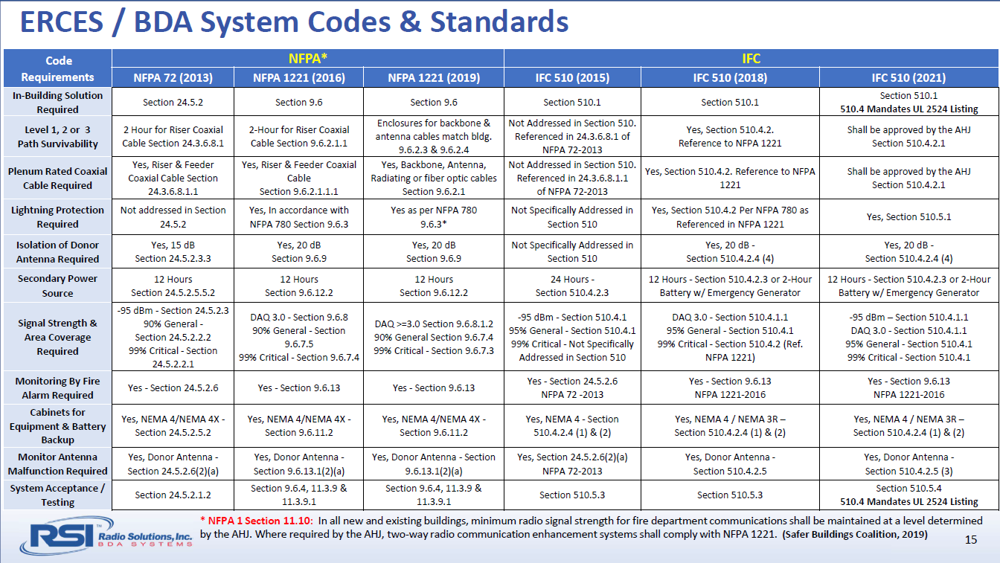 ERCES / BDA System Codes & Standards
Code
Requirements
NFPA*
IFC
NFPA 72 (2013)
NFPA 1221 (2016)
NFPA 1221 (2019)
IFC 510 (2015)
IFC 510 (2018)
IFC 510 (2021)
In-Building Solution
Required
Section 24.5.2
Section 9.6
Section 9.6
Section 510.1
Section 510.1
Section 510.1
510.4 Mandates UL 2524 Listing
Level 1, 2 or 3
Path Survivability
2 Hour for Riser Coaxial
Cable Section 24.3.6.8.1
2-Hour for Riser Coaxial
Cable Section 9.6.2.1.1
Enclosures for backbone &
antenna cables match bldg.
9.6.2.3 & 9.6.2.4
Not Addressed in Section 510.
Referenced in 24.3.6.8.1 of
NFPA 72-2013
Yes, Section 510.4.2.
Reference to NFPA 1221
Shall be approved by the AHJ
Section 510.4.2.1
Plenum Rated Coaxial
Cable Required
Yes, Riser & Feeder
Coaxial Cable Section
24.3.6.8.1.1
Yes, Riser & Feeder Coaxial
Cable
Section 9.6.2.1.1.1
Yes, Backbone, Antenna,
Radiating or fiber optic cables
Section 9.6.2.1
Not Addressed in Section 510.
Referenced in 24.3.6.8.1.1
of NFPA 72-2013
Yes, Section 510.4.2. Reference to NFPA
1221
Shall be approved by the AHJ
Section 510.4.2.1
Lightning Protection
Required
Not addressed in Section
24.5.2
Yes, In accordance with
NFPA 780 Section 9.6.3
Yes as per NFPA 780
9.6.3*
Not Specifically Addressed in
Section 510
Yes, Section 510.4.2 Per NFPA 780 as
Referenced in NFPA 1221
Yes, Section 510.5.1
Isolation of Donor
Antenna Required
Yes, 15 dB
Section 24.5.2.3.3
Yes, 20 dB
Section 9.6.9
Yes, 20 dB
Section 9.6.9
Not Specifically Addressed in
Section 510
Yes, 20 dB -
Section 510.4.2.4 (4)
Yes, 20 dB -
Section 510.4.2.4 (4)
Secondary Power
Source
12 Hours
Section 24.5.2.5.5.2
12 Hours
Section 9.6.12.2
12 Hours
Section 9.6.12.2
24 Hours -
Section 510.4.2.3
12 Hours - Section 510.4.2.3 or 2-Hour
Battery w/ Emergency Generator
12 Hours - Section 510.4.2.3 or 2-Hour
Battery w/ Emergency Generator
Signal Strength &
Area Coverage
Required
-95 dBm - Section 24.5.2.3
90% General -
Section 24.5.2.2.2
99% Critical - Section
24.5.2.2.1
DAQ 3.0 - Section 9.6.8
90% General - Section
9.6.7.5
99% Critical - Section 9.6.7.4
DAQ >=3.0 Section 9.6.8.1.2
90% General Section 9.6.7.4
99% Critical - Section 9.6.7.3
-95 dBm - Section 510.4.1
95% General - Section 510.4.1
99% Critical - Not Specifically
Addressed in Section 510
DAQ 3.0 - Section 510.4.1.1
95% General - Section 510.4.1
99% Critical - Section 510.4.2 (Ref.
NFPA 1221)
-95 dBm – Section 510.4.1.1
DAQ 3.0 - Section 510.4.1.1
95% General - Section 510.4.1
99% Critical - Section 510.4.1
Monitoring By Fire
Alarm Required
Yes - Section 24.5.2.6
Yes - Section 9.6.13
Yes - Section 9.6.13
Yes - Section 24.5.2.6
NFPA 72 -2013
Yes - Section 9.6.13
NFPA 1221-2016
Yes - Section 9.6.13
NFPA 1221-2016
Cabinets for
Equipment & Battery
Backup
Yes, NEMA 4/NEMA 4X -
Section 24.5.2.5.2
Yes, NEMA 4/NEMA 4X -
Section 9.6.11.2
Yes, NEMA 4/NEMA 4X -
Section 9.6.11.2
Yes, NEMA 4 - Section
510.4.2.4 (1) & (2)
Yes, NEMA 4 / NEMA 3R –
Section 510.4.2.4 (1) & (2)
Yes, NEMA 4 / NEMA 3R –
Section 510.4.2.4 (1) & (2)
Monitor Antenna
Malfunction Required
Yes, Donor Antenna -
Section 24.5.2.6(2)(a)
Yes, Donor Antenna -
Section 9.6.13.1(2)(a)
Yes, Donor Antenna - Section
9.6.13.1(2)(a)
Yes, Section 24.5.2.6(2)(a)
NFPA 72-2013
Yes, Donor Antenna -
Section 510.4.2.5
Yes, Donor Antenna -
Section 510.4.2.5 (3)
System Acceptance /
Testing
Section 24.5.2.1.2
Section 9.6.4, 11.3.9 &
11.3.9.1
Section 9.6.4, 11.3.9 &
11.3.9.1
Section 510.5.3
Section 510.5.3
Section 510.5.4
510.4 Mandates UL 2524 Listing
RSI™ Radio Solutions, Inc.
BDA SYSTEMS
* NFPA 1 Section 11.10: In all new and existing buildings, minimum radio signal strength for fire department communications shall be maintained at a level determined
by the AHJ. Where required by the AHJ, two-way radio communication enhancement systems shall comply with NFPA 1221. (Safer Buildings Coalition, 2019)
15